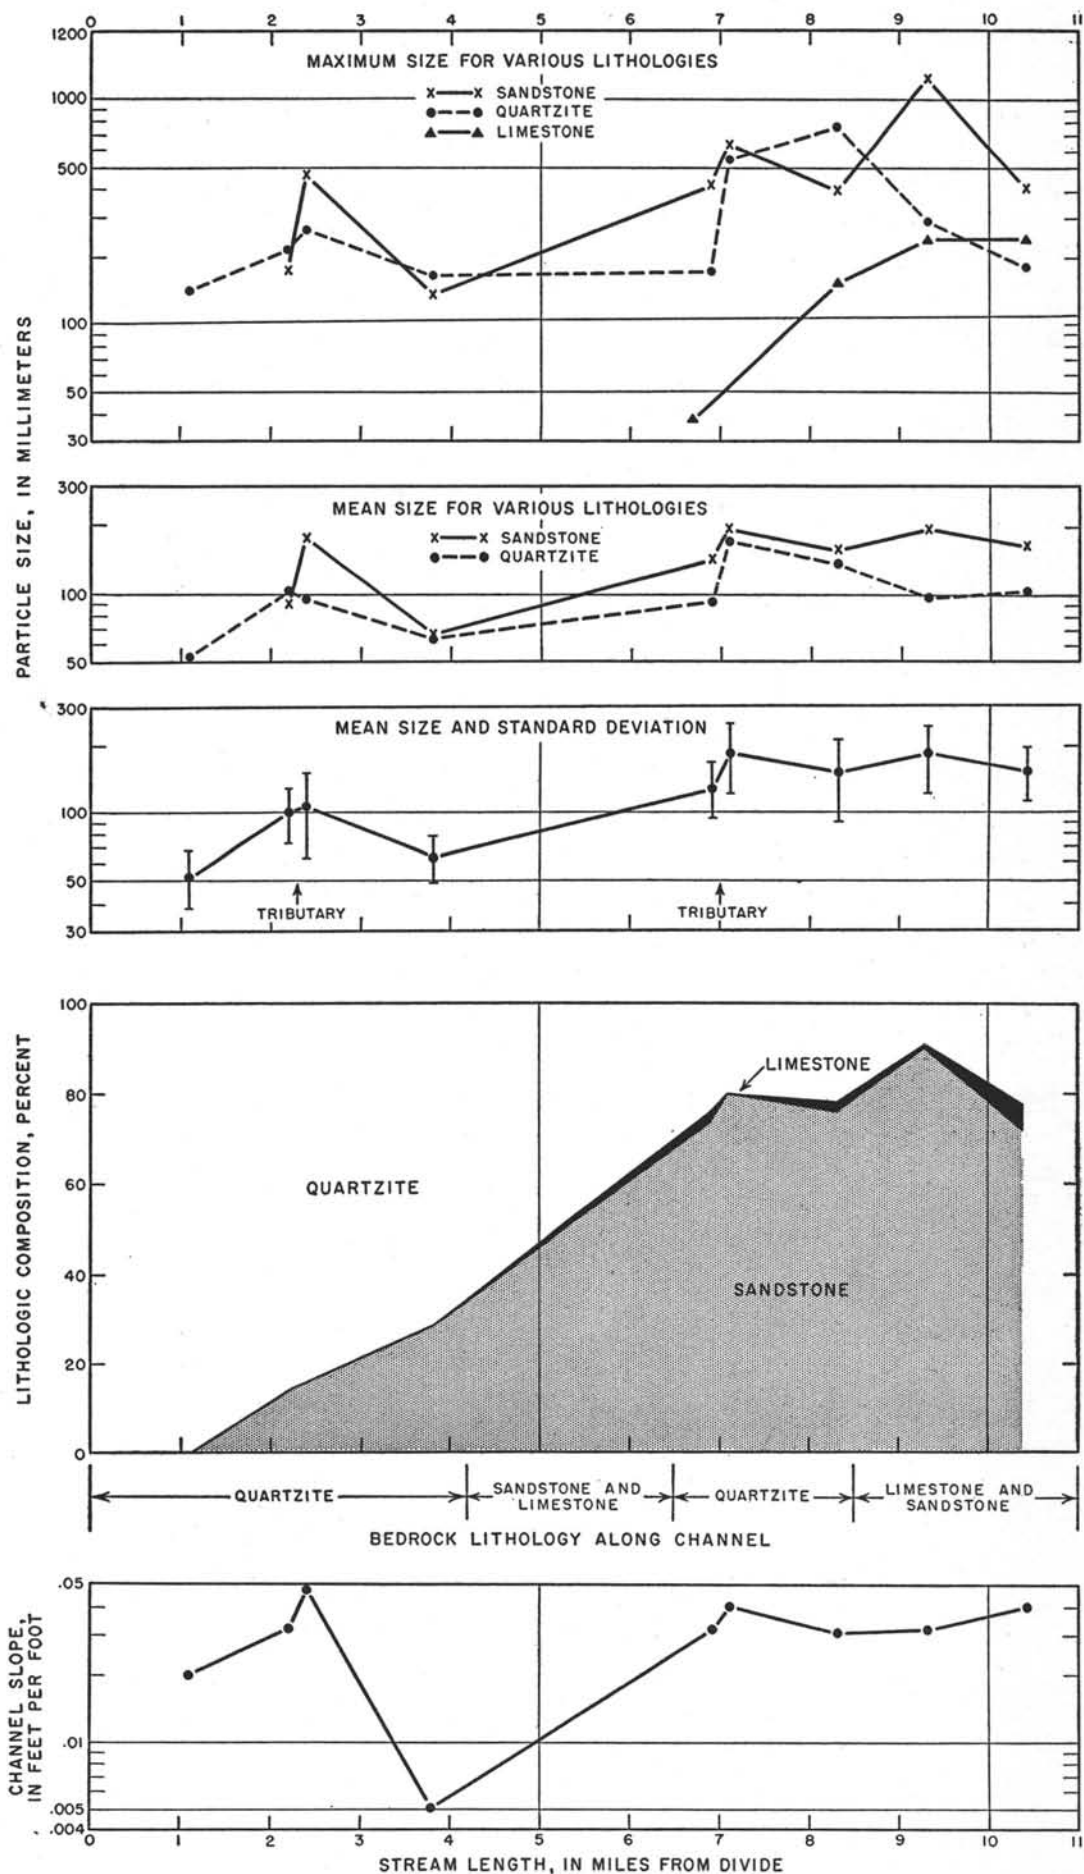 0 1 2 3 4 5 6 7 8 9 10 11
1200
MAXIMUM SIZE FOR VARIOUS LITHOLOGIES
x——x SANDSTONE
1000
QUARTZITE
LIMESTONE
500
100
50
30
PARTICLE SIZE, IN MILLIMETERS
300
MEAN SIZE FOR VARIOUS LITHOLOGIES
x——x SANDSTONE
QUARTZITE
100
50
300
MEAN SIZE AND STANDARD DEVIATION
100
50
TRIBUTARY
TRIBUTARY
30
100
LIMESTONE
80
QUARTZITE
60
LITHOLOGIC COMPOSITION, PERCENT
40
SANDSTONE
20
0
QUARTZITE
SANDSTONE AND
LIMESTONE
QUARTZITE
LIMESTONE AND
SANDSTONE
BEDROCK LITHOLOGY ALONG CHANNEL
.05
CHANNEL SLOPE,
IN FEET PER FOOT
.01
.005
.004
0 1 2 3 4 5 6 7 8 9 10 11
STREAM LENGTH, IN MILES FROM DIVIDE